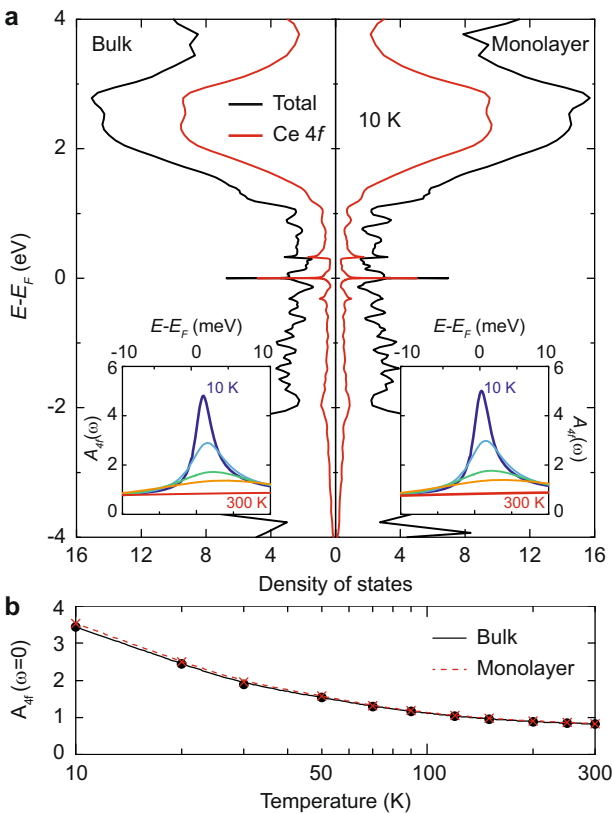 a
4
2
0
-2
-4
E-E_F (eV)
Bulk
Monolayer
Total
Ce 4f
10 K
E-E_F (meV)
-10 0 10
6
4
2
0
A_4f(ω)
10 K
300 K
E-E_F (meV)
-10 0 10
6
4
2
0
A_4f(ω)
10 K
300 K
16 12 8 4 0 4 8 12 16
Density of states
b
4
3
2
1
0
A_4f (ω=0)
Bulk
Monolayer
10 50 100 300
Temperature (K)